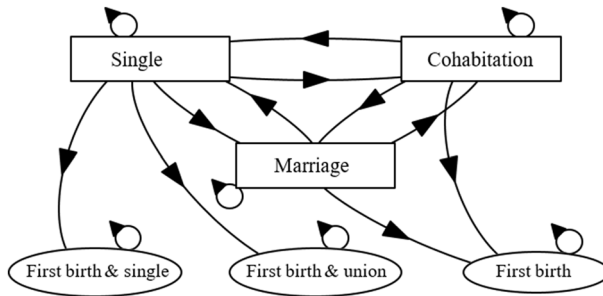 Single
Cohabitation
Marriage
First birth & single
First birth & union
First birth